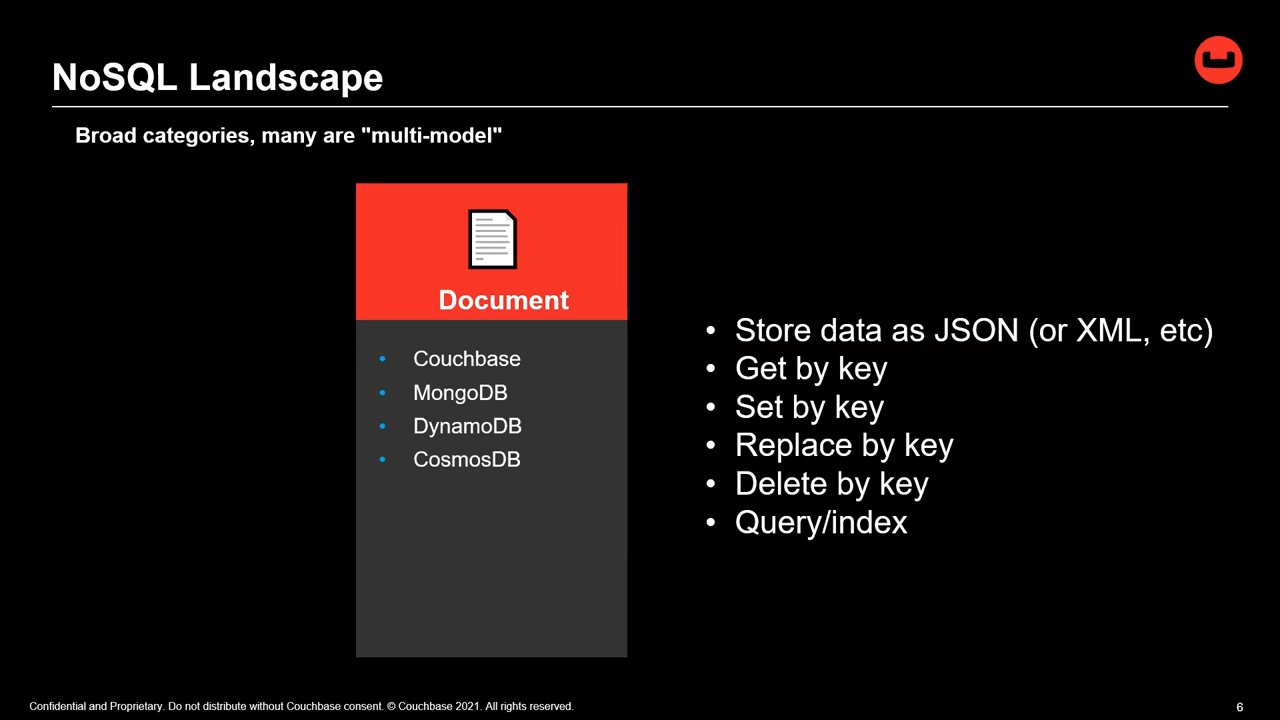 NoSQL Landscape
Broad categories, many are "multi-model"
Document
• Couchbase
• MongoDB
• DynamoDB
• CosmosDB
• Store data as JSON (or XML, etc)
• Get by key
• Set by key
• Replace by key
• Delete by key
• Query/index
Confidential and Proprietary. Do not distribute without Couchbase consent. © Couchbase 2021. All rights reserved.
6